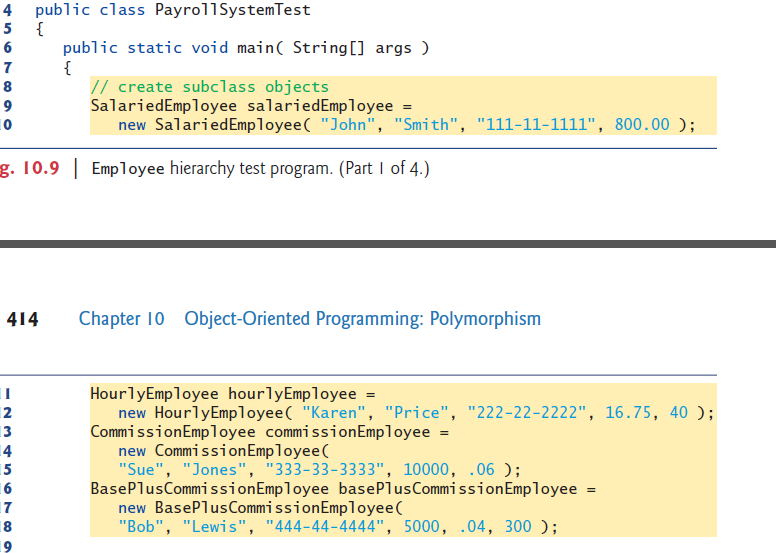 4 public class PayrollSystemTest
5 {
6 public static void main( String[] args )
7 {
8 // create subclass objects
9 SalariedEmployee salariedEmployee =
0 new SalariedEmployee( "John", "Smith", "111-11-1111", 800.00 );
g. 10.9 | Employee hierarchy test program. (Part 1 of 4.)
414 Chapter 10 Object-Oriented Programming: Polymorphism
1 HourlyEmployee hourlyEmployee =
2 new HourlyEmployee( "Karen", "Price", "222-22-2222", 16.75, 40 );
3 CommissionEmployee commissionEmployee =
4 new CommissionEmployee(
5 "Sue", "Jones", "333-33-3333", 10000, .06 );
6 BasePlusCommissionEmployee basePlusCommissionEmployee =
7 new BasePlusCommissionEmployee(
8 "Bob", "Lewis", "444-44-4444", 5000, .04, 300 );
9